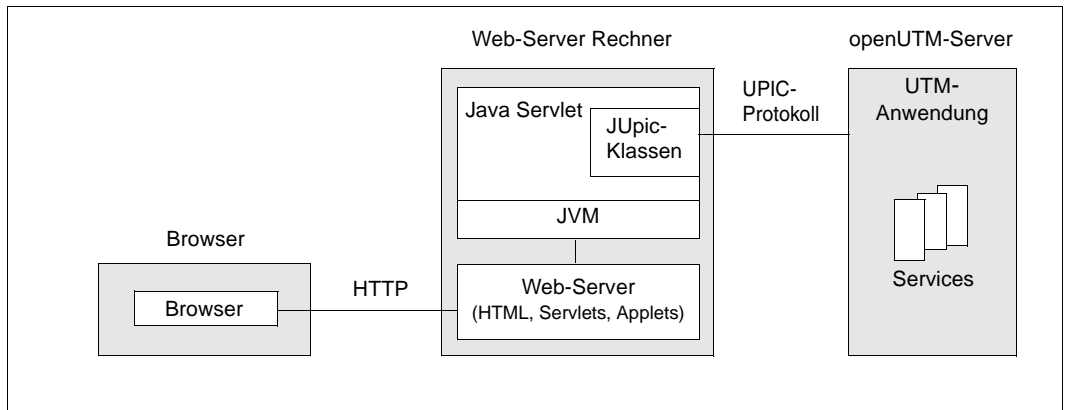 Web-Server Rechner
openUTM-Server
Java Servlet
JUpic-
Klassen
JVM
UPIC-
Protokoll
UTM-
Anwendung
Services
Browser
Browser
HTTP
Web-Server
(HTML, Servlets, Applets)